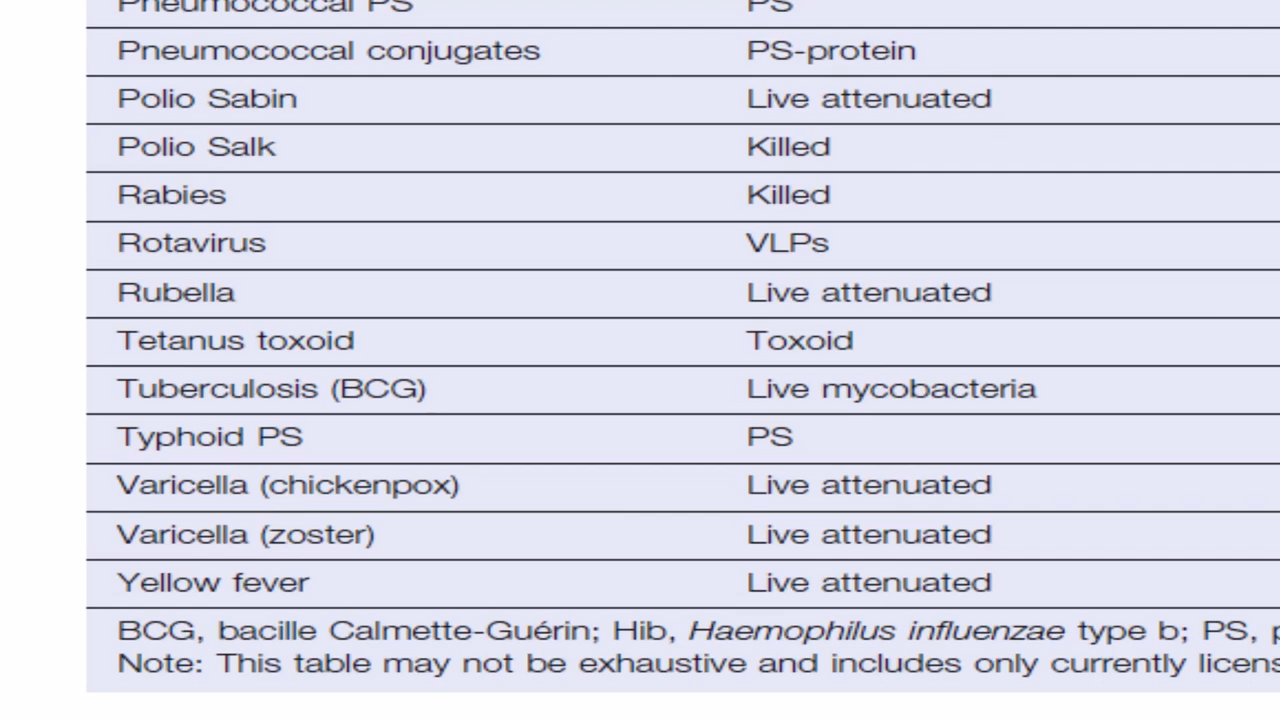 Pneumococcal PS PS
Pneumococcal conjugates PS-protein
Polio Sabin Live attenuated
Polio Salk Killed
Rabies Killed
Rotavirus VLPs
Rubella Live attenuated
Tetanus toxoid Toxoid
Tuberculosis (BCG) Live mycobacteria
Typhoid PS PS
Varicella (chickenpox) Live attenuated
Varicella (zoster) Live attenuated
Yellow fever Live attenuated
BCG, bacille Calmette-Guérin; Hib, Haemophilus influenzae type b; PS,
Note: This table may not be exhaustive and includes only currently